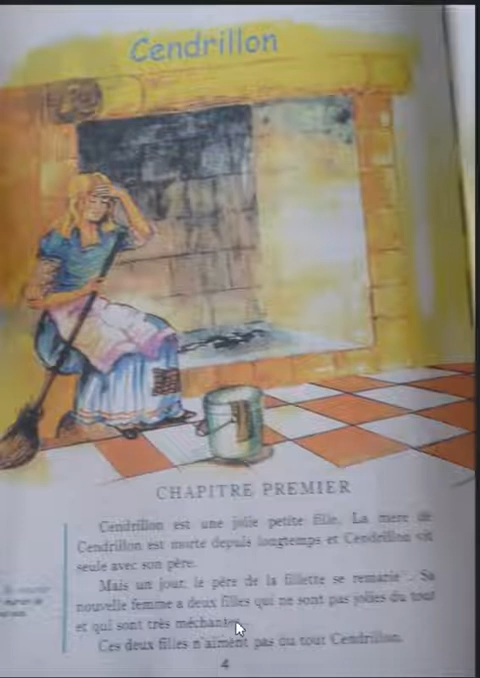 Cendrillon
CHAPITRE PREMIER
Cendrillon est une jolie petite fille. La mère de
Cendrillon est morte depuis longtemps et Cendrillon vit
seule avec son père.
Mais un jour, le père de la fillette se remarie. Sa
nouvelle femme a deux filles qui ne sont pas jolies du tout
et qui sont très méchantes.
Ces deux filles n'aiment pas du tout Cendrillon.
4